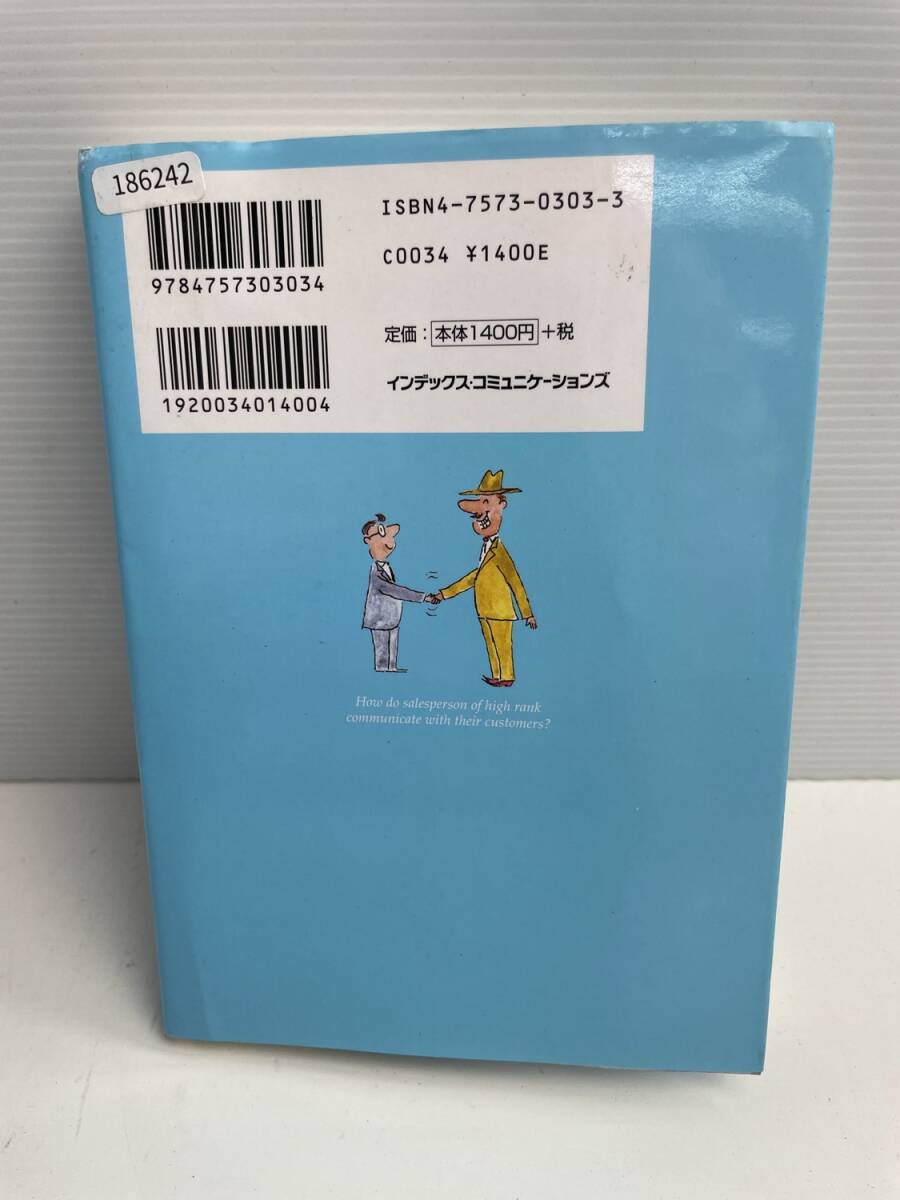 186242
ISBN4-7573-0303-3
9784757303034
C0034 ¥1400E
定価：本体1400円+税
1920034014004
インデックス・コミュニケーションズ
How do salesperson of high rank
communicate with their customers?